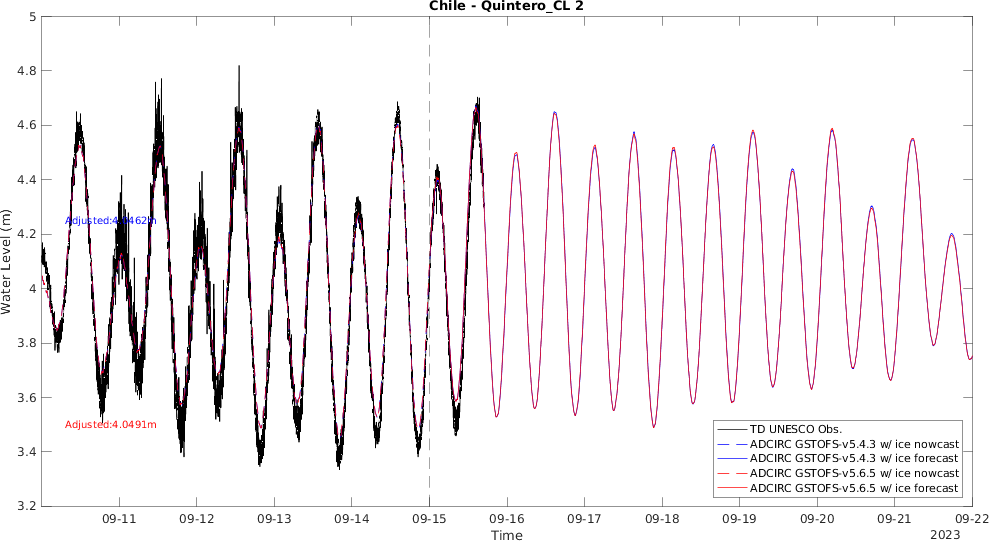 Chile - Quintero_CL 2
5
4.8
4.6
4.4
4.2
4
3.8
3.6
3.4
3.2
Water Level (m)
Adjusted:4.0462m
Adjusted:4.0491m
TD UNESCO Obs.
ADCIRC GSTOFS-v5.4.3 w/ ice nowcast
ADCIRC GSTOFS-v5.4.3 w/ ice forecast
ADCIRC GSTOFS-v5.6.5 w/ ice nowcast
ADCIRC GSTOFS-v5.6.5 w/ ice forecast
09-11 09-12 09-13 09-14 09-15 09-16 09-17 09-18 09-19 09-20 09-21 09-22
Time
2023